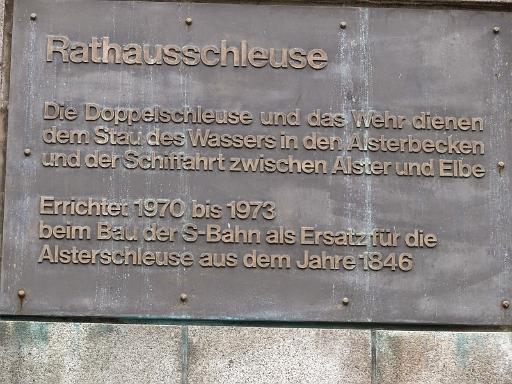 Rathausschleuse
Die Doppelschleuse und das Wehr dienen
dem Stau des Wassers in den Alsterbecken
und der Schiffahrt zwischen Alster und Elbe
Errichtet 1970 bis 1973
beim Bau der S-Bahn als Ersatz für die
Alsterschleuse aus dem Jahre 1846